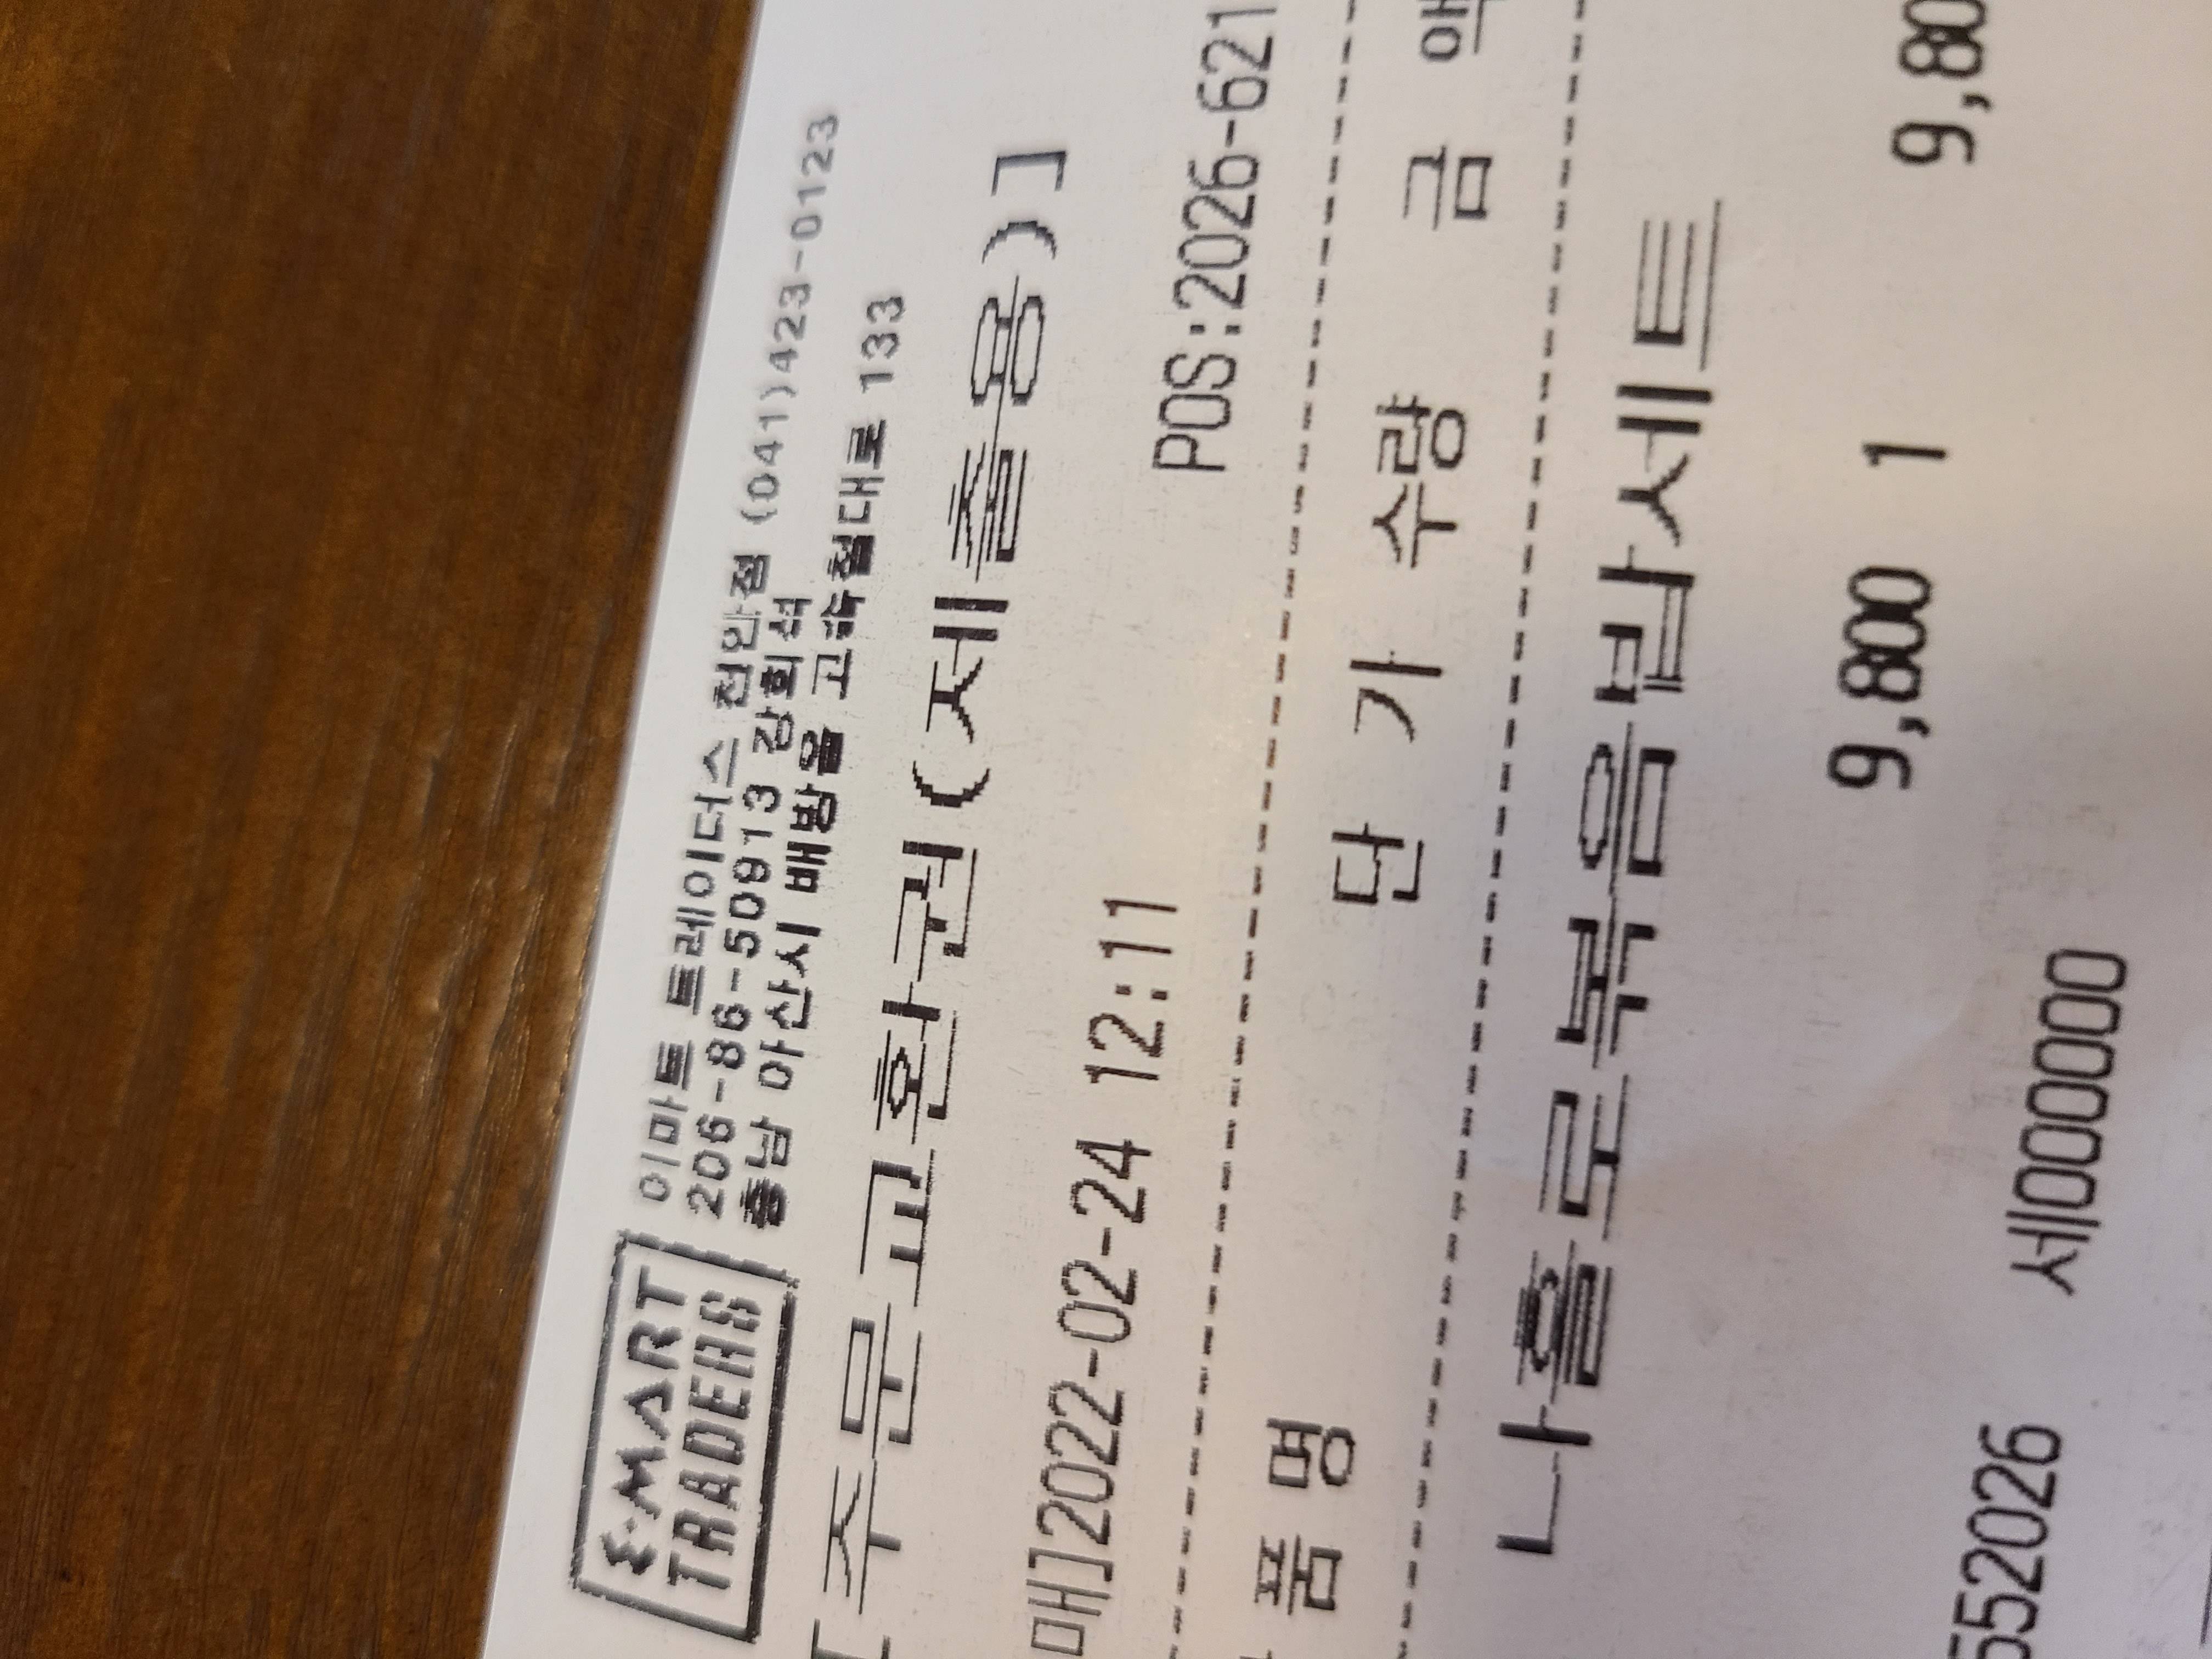 E-MART
TRADERS
이마트 트레이더스 천안점 (041)423-0123
206-86-50913 강희석
충남 아산시 배방읍 고속철대로 133
[주문교환권(제출용)]
매]2022-02-24 12:11 POS:2026-621
품 명 단 가 수량 금 액
나홀로볶음쌀밥세트
9,800 1 9,80
552026 세000000